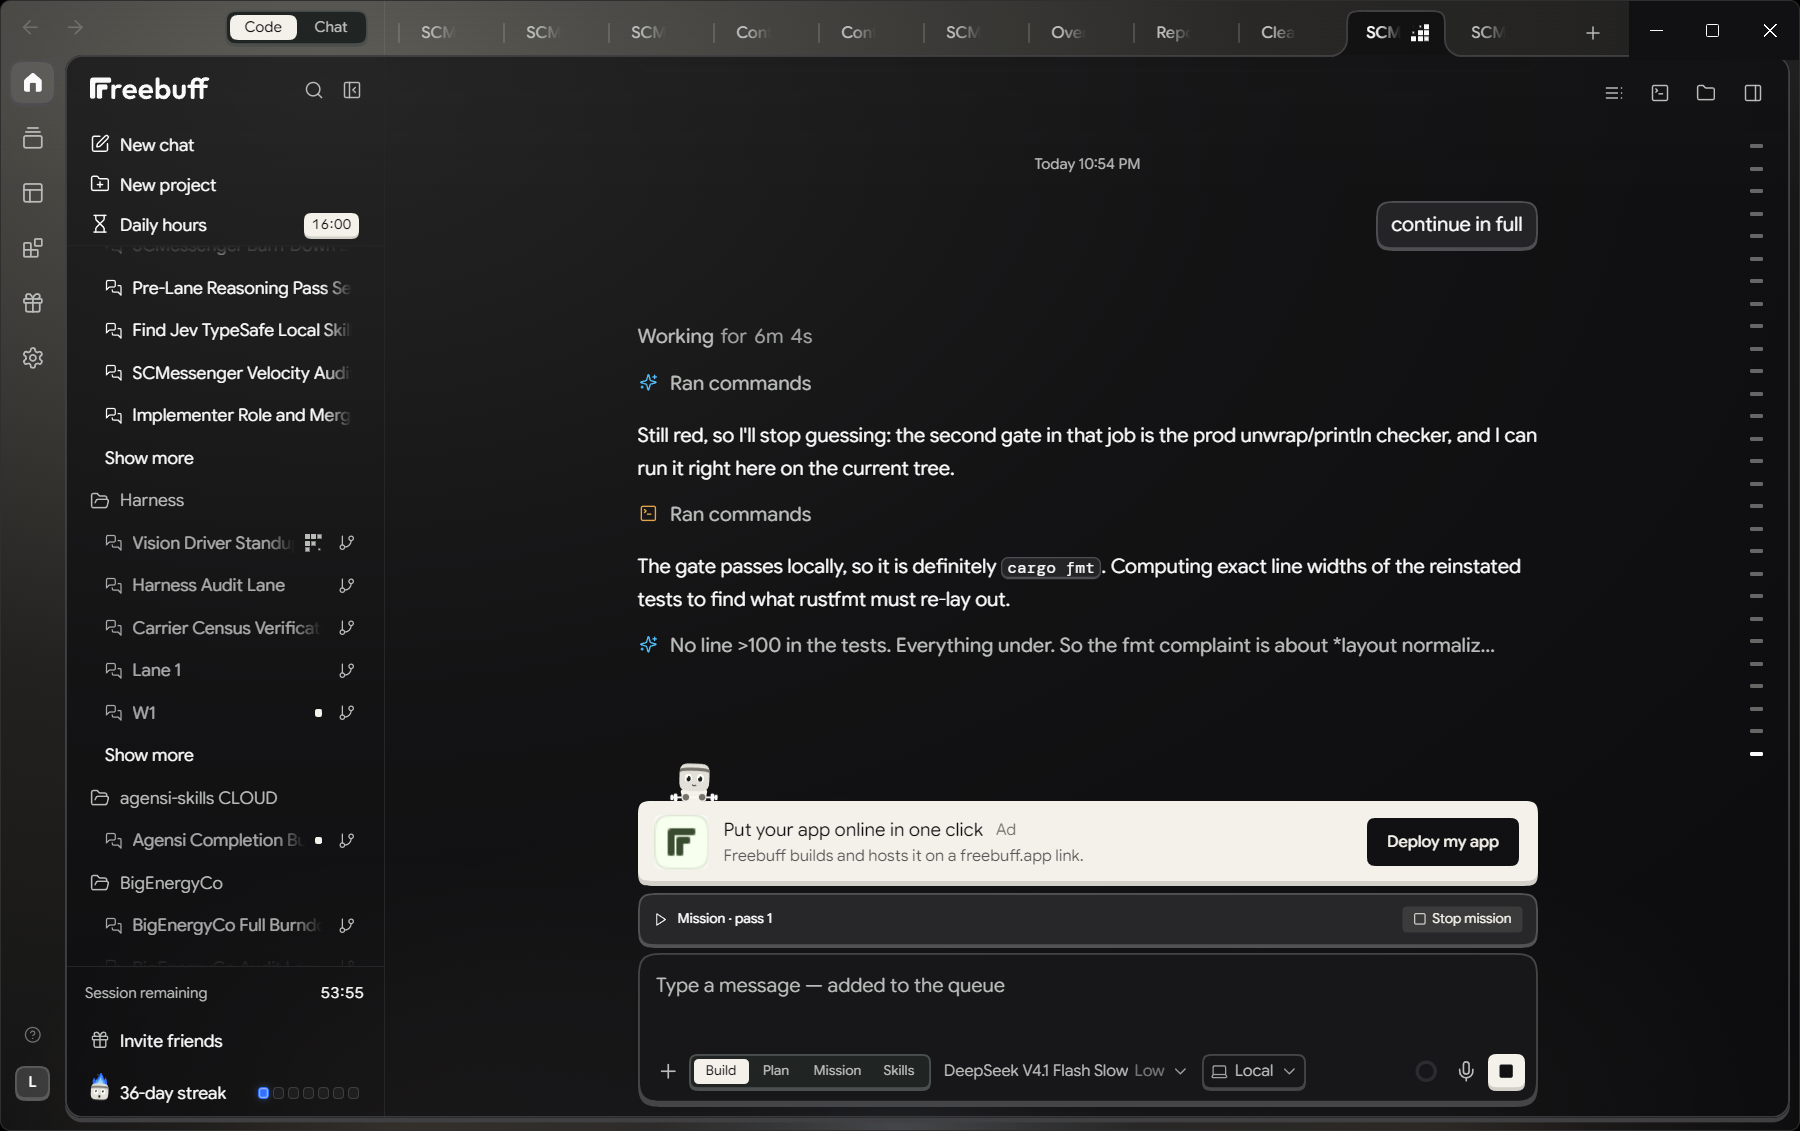 Code
Chat
SCM
SCM
SCM
Con
Con
SCM
Over
Repo
Clea
SCM
SCM
Freebuff
New chat
New project
Daily hours
16:00
Pre-Lane Reasoning Pass Se
Find Jev TypeSafe Local Skil
SCMessenger Velocity Audi
Implementer Role and Merg
Show more
Harness
Vision Driver Standu
Harness Audit Lane
Carrier Census Verificat
Lane 1
W1
Show more
agensi-skills CLOUD
Agensi Completion Bu
BigEnergyCo
BigEnergyCo Full Burndo
Session remaining
53:55
Invite friends
L
36-day streak
Today 10:54 PM
continue in full
Working for 6m 4s
Ran commands
Still red, so I'll stop guessing: the second gate in that job is the prod unwrap/println checker, and I can
run it right here on the current tree.
Ran commands
The gate passes locally, so it is definitely cargo fmt. Computing exact line widths of the reinstated
tests to find what rustfmt must re-lay out.
No line >100 in the tests. Everything under. So the fmt complaint is about *layout normaliz...
Put your app online in one click Ad
Freebuff builds and hosts it on a freebuff.app link.
Deploy my app
Mission · pass 1
Stop mission
Type a message — added to the queue
Build
Plan
Mission
Skills
DeepSeek V4.1 Flash Slow Low
Local